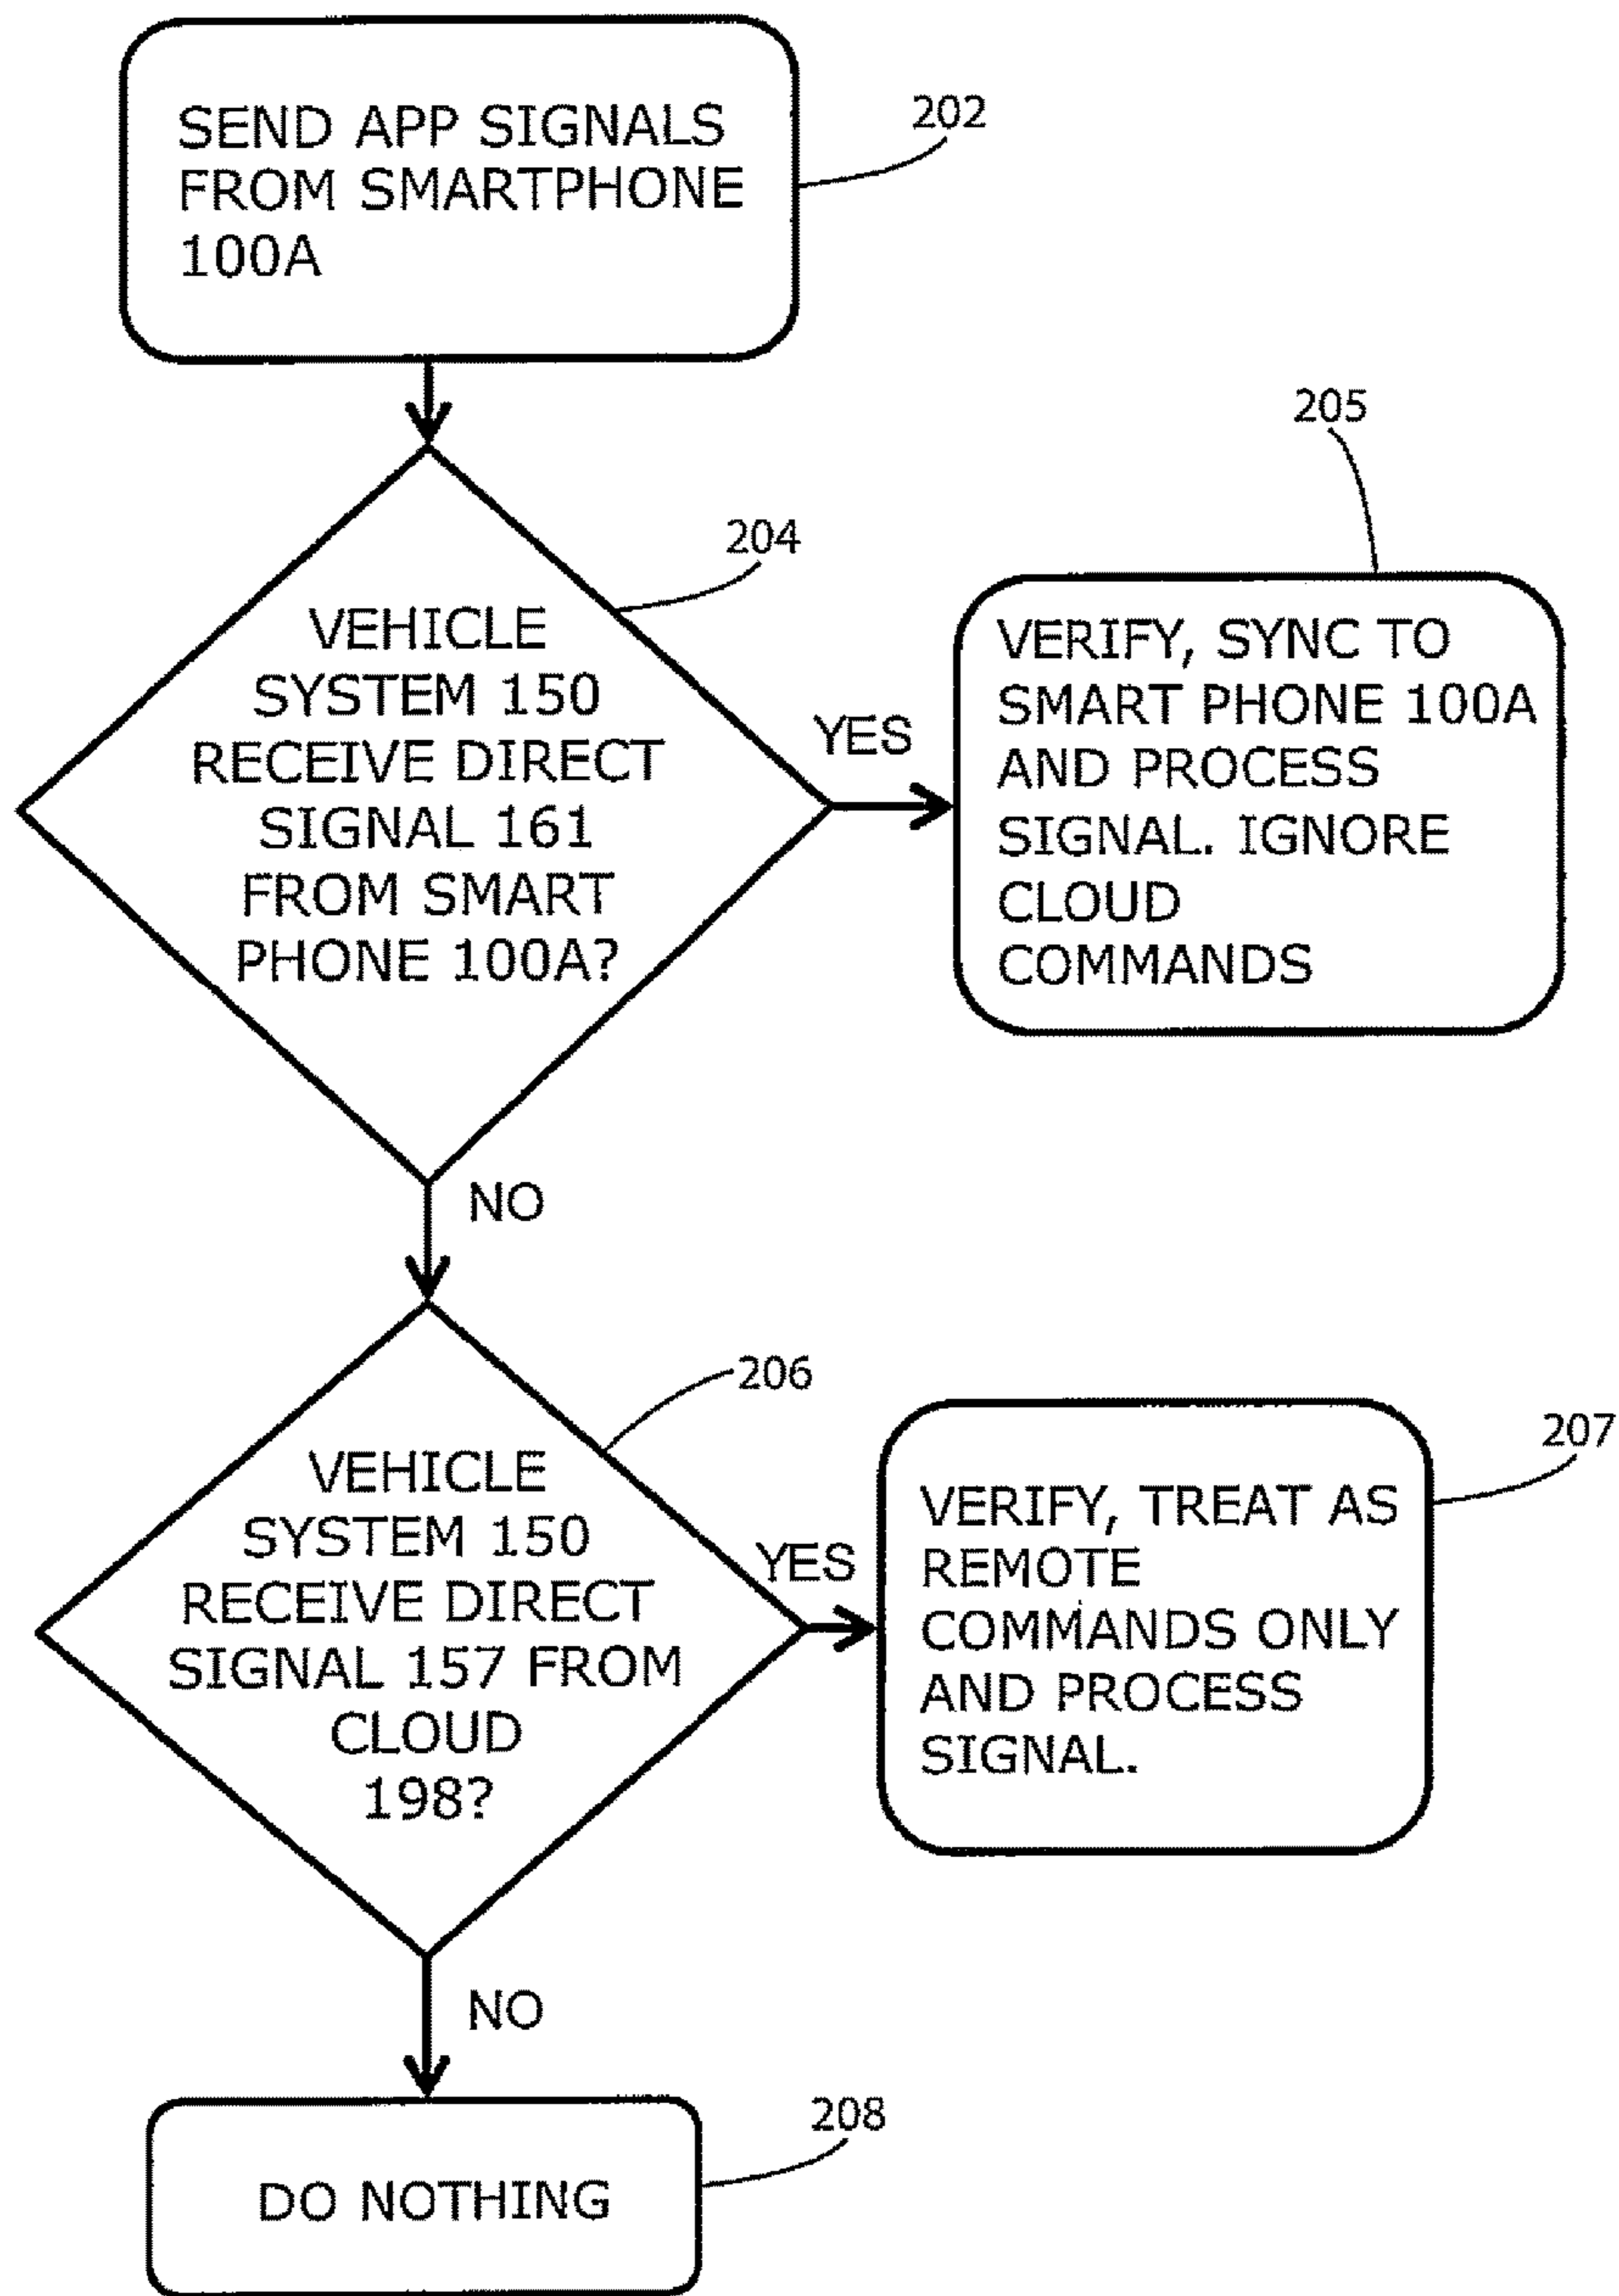 SEND APP SIGNALS
FROM SMARTPHONE
100A
202
VEHICLE
SYSTEM 150
RECEIVE DIRECT
SIGNAL 161
FROM SMART
PHONE 100A?
204
YES
VERIFY, SYNC TO
SMART PHONE 100A
AND PROCESS
SIGNAL. IGNORE
CLOUD
COMMANDS
205
NO
VEHICLE
SYSTEM 150
RECEIVE DIRECT
SIGNAL 157 FROM
CLOUD
198?
206
YES
VERIFY, TREAT AS
REMOTE
COMMANDS ONLY
AND PROCESS
SIGNAL.
207
NO
DO NOTHING
208